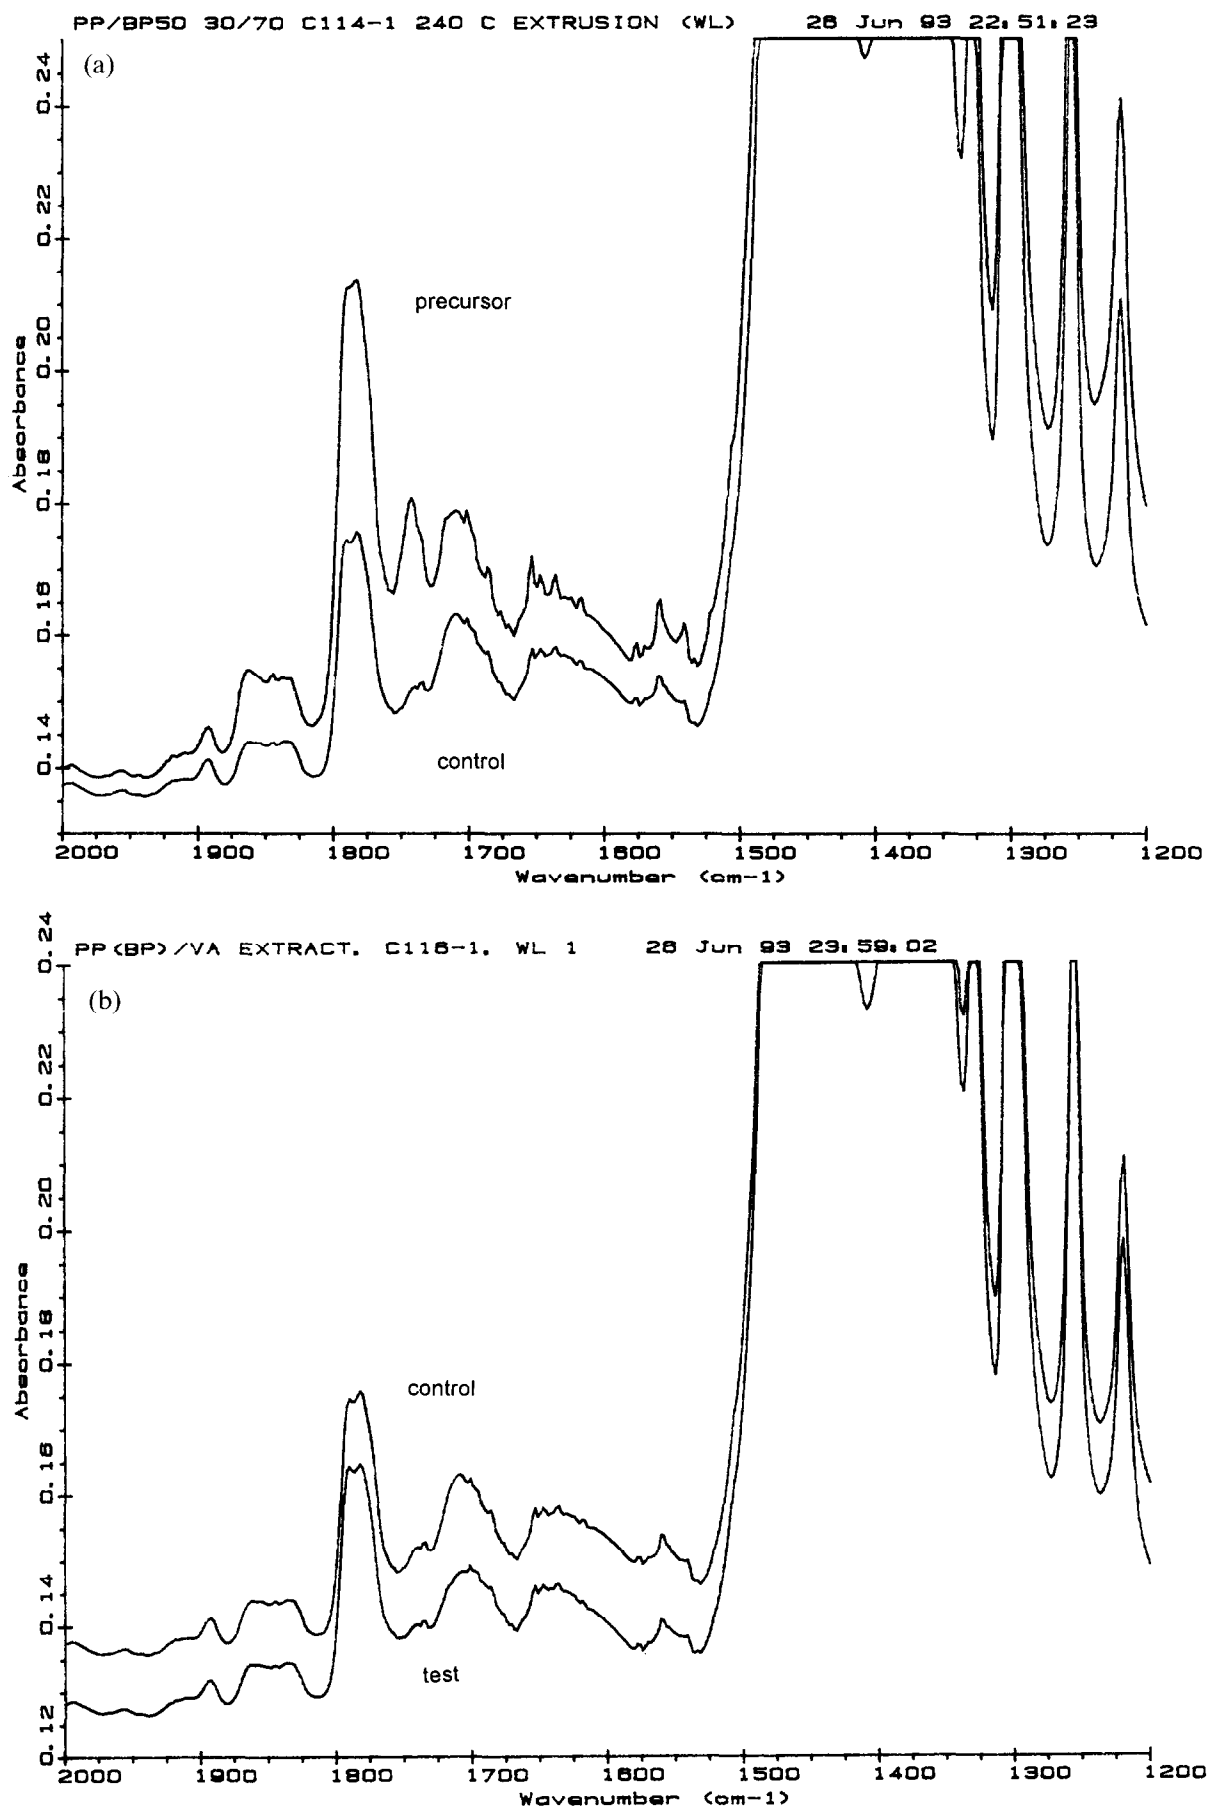 PP/BP50 30/70 C114-1 240 C EXTRUSION (WL) 26 Jun 93 22:51:23
(a)
0.24
0.22
0.20
0.18
0.16
0.14
Absorbance
precursor
control
2000 1900 1800 1700 1600 1500 1400 1300 1200
Wavenumber (cm-1)
PP(BP)/VA EXTRACT. C116-1. WL 1 26 Jun 93 23:59:02
(b)
0.24
0.22
0.20
0.18
0.16
0.14
0.12
Absorbance
control
test
2000 1900 1800 1700 1600 1500 1400 1300 1200
Wavenumber (cm-1)